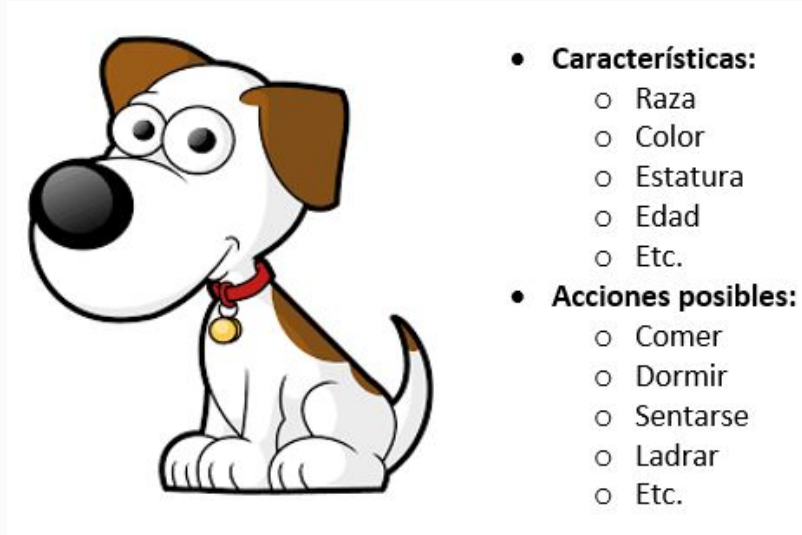 • Características:
o Raza
o Color
o Estatura
o Edad
o Etc.
• Acciones posibles:
o Comer
o Dormir
o Sentarse
o Ladrar
o Etc.